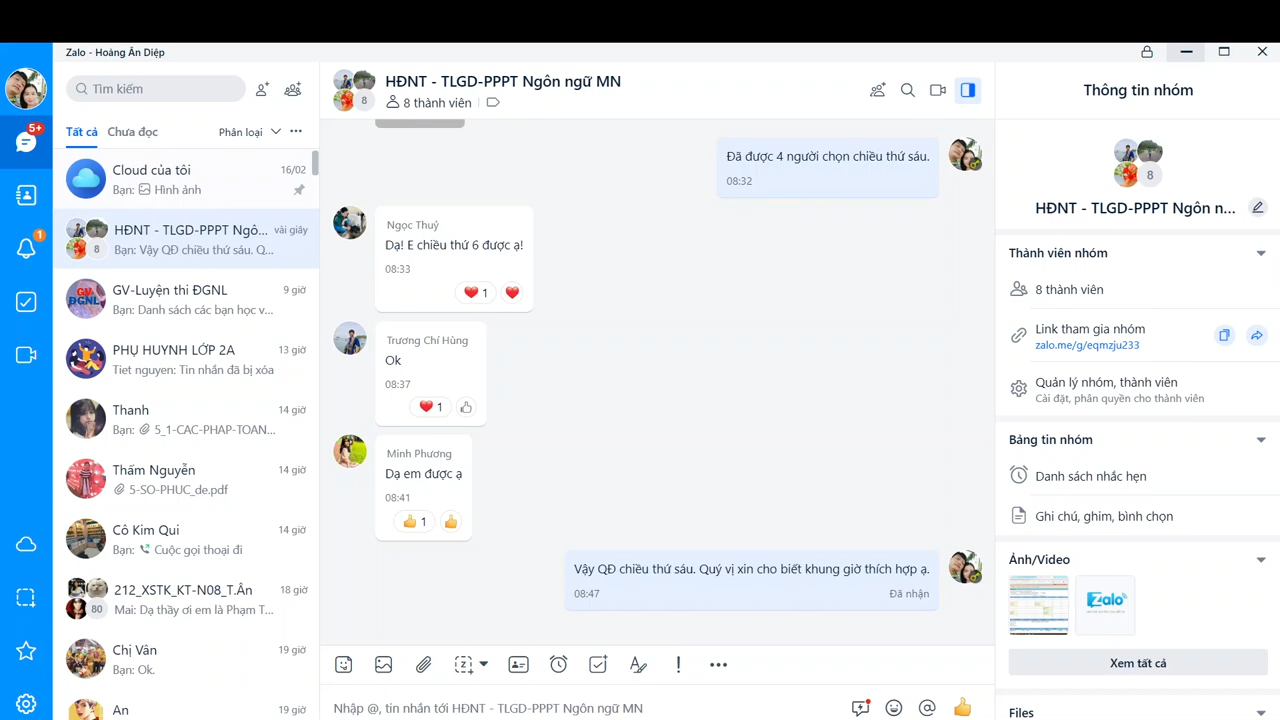 Zalo - Hoàng Ân Diệp
Tìm kiếm
Tất cả
Chưa đọc
Phân loại
5+
1
Cloud của tôi
16/02
Bạn: Hình ảnh
HĐNT - TLGD-PPPT Ngô...
vài giây
8
Bạn: Vậy QĐ chiều thứ sáu. Q...
GV-Luyện thi ĐGNL
9 giờ
GV
ĐGNL
Bạn: Danh sách các bạn học v...
PHỤ HUYNH LỚP 2A
13 giờ
Tiet nguyen: Tin nhắn đã bị xóa
Thanh
14 giờ
Bạn: 5_1-CAC-PHAP-TOAN...
Thấm Nguyễn
14 giờ
5-SO-PHUC_de.pdf
Cô Kim Qui
14 giờ
Bạn: Cuộc gọi thoại đi
212_XSTK_KT-N08_T.Ân
18 giờ
80
Mai: Dạ thầy ơi em là Phạm T...
Chị Vân
19 giờ
Bạn: Ok.
An
19 giờ
HĐNT - TLGD-PPPT Ngôn ngữ MN
8
8 thành viên
Đã được 4 người chọn chiều thứ sáu.
08:32
Ngọc Thuỷ
Dạ! E chiều thứ 6 được ạ!
08:33
1
Trương Chí Hùng
Ok
08:37
1
Minh Phương
Dạ em được ạ
08:41
1
Vậy QĐ chiều thứ sáu. Quý vị xin cho biết khung giờ thích hợp ạ.
08:47
Đã nhận
Nhập @, tin nhắn tới HĐNT - TLGD-PPPT Ngôn ngữ MN
Thông tin nhóm
8
HĐNT - TLGD-PPPT Ngôn n...
Thành viên nhóm
8 thành viên
Link tham gia nhóm
zalo.me/g/eqmzju233
Quản lý nhóm, thành viên
Cài đặt, phân quyền cho thành viên
Bảng tin nhóm
Danh sách nhắc hẹn
Ghi chú, ghim, bình chọn
Ảnh/Video
Zalo
Xem tất cả
Files